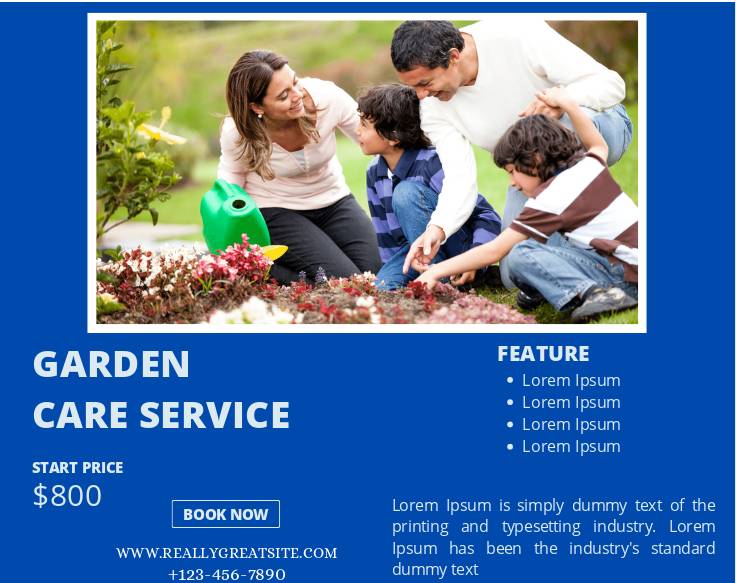 GARDEN
CARE SERVICE
START PRICE
$800
BOOK NOW
WWW.REALLYGREATSITE.COM
+123-456-7890
FEATURE
• Lorem Ipsum
• Lorem Ipsum
• Lorem Ipsum
• Lorem Ipsum
Lorem Ipsum is simply dummy text of the
printing and typesetting industry. Lorem
Ipsum has been the industry's standard
dummy text